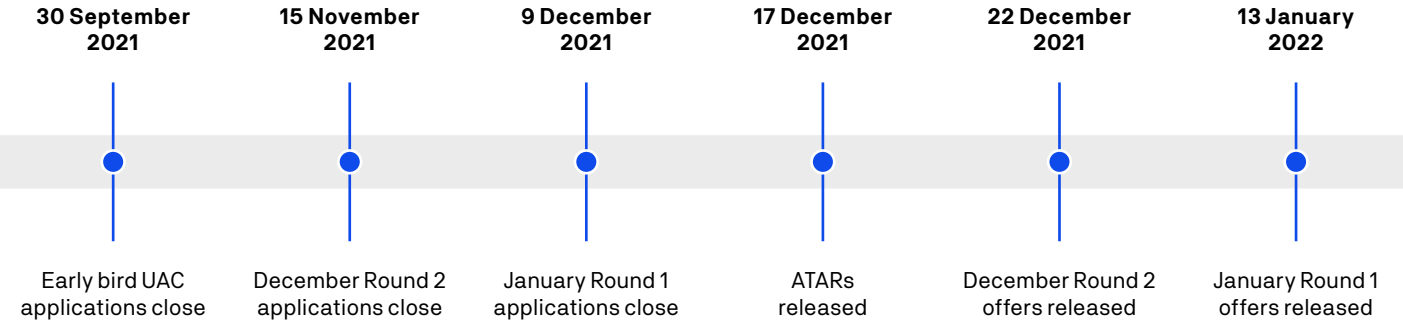 30 September
2021
15 November
2021
9 December
2021
17 December
2021
22 December
2021
13 January
2022
Early bird UAC
applications close
December Round 2
applications close
January Round 1
applications close
ATARs
released
December Round 2
offers released
January Round 1
offers released